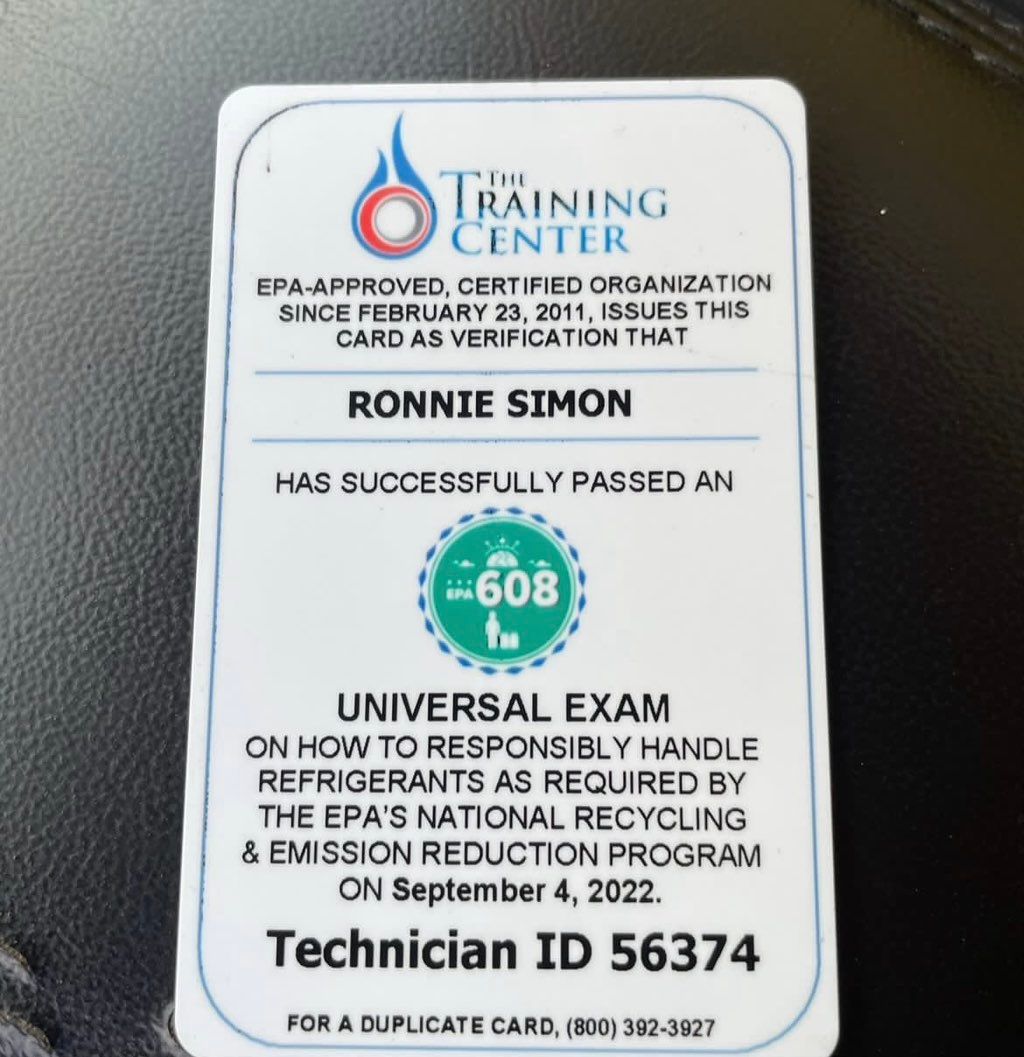 THE
TRAINING
CENTER
EPA-APPROVED, CERTIFIED ORGANIZATION
SINCE FEBRUARY 23, 2011, ISSUES THIS
CARD AS VERIFICATION THAT
RONNIE SIMON
HAS SUCCESSFULLY PASSED AN
EPA 608
UNIVERSAL EXAM
ON HOW TO RESPONSIBLY HANDLE
REFRIGERANTS AS REQUIRED BY
THE EPA'S NATIONAL RECYCLING
& EMISSION REDUCTION PROGRAM
ON September 4, 2022.
Technician ID 56374
FOR A DUPLICATE CARD, (800) 392-3927